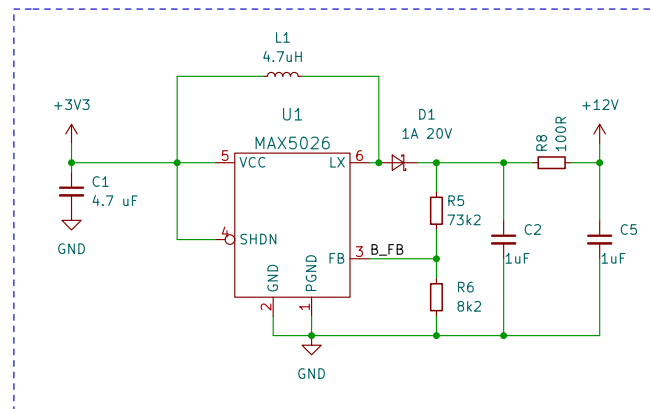 L1
4.7uH
+3V3
U1
MAX5026
D1
1A 20V
R8
100R
+12V
5
VCC
LX
6
C1
4.7 uF
GND
4
SHDN
R5
73k2
C2
1uF
C5
1uF
FB
3
B_FB
R6
8k2
GND
PGND
2
1
GND